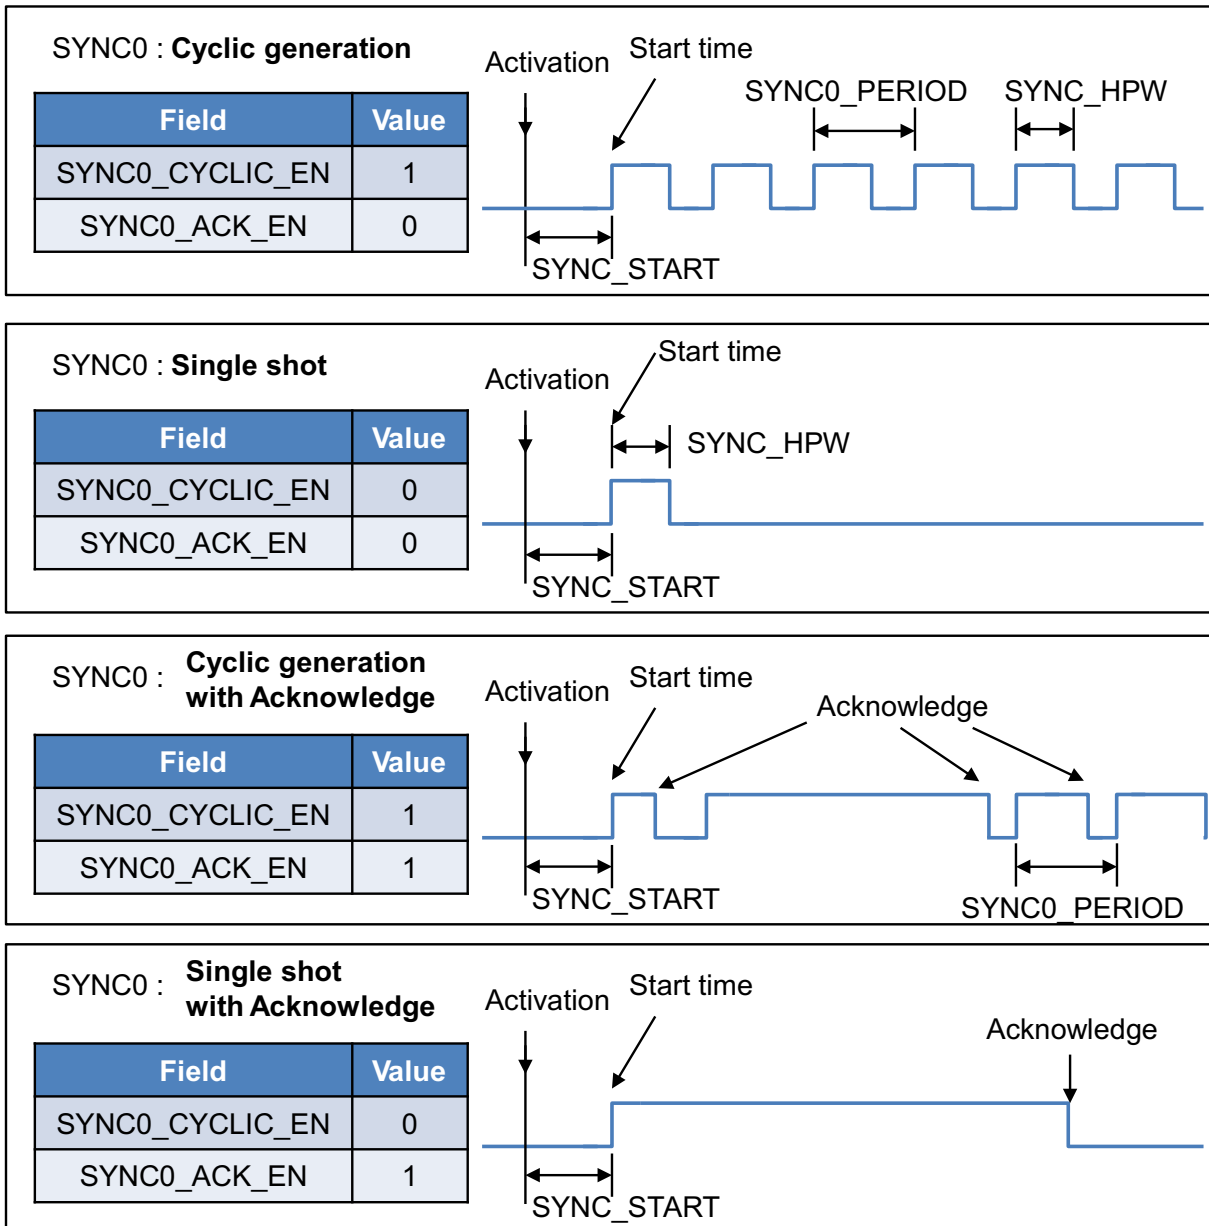 SYNC0 : Cyclic generation
Activation
Start time
SYNC0_PERIOD
SYNC_HPW
Field Value
SYNC0_CYCLIC_EN 1
SYNC0_ACK_EN 0
SYNC_START
SYNC0 : Single shot
Activation
Start time
SYNC_HPW
Field Value
SYNC0_CYCLIC_EN 0
SYNC0_ACK_EN 0
SYNC_START
SYNC0 : Cyclic generation
with Acknowledge
Activation
Start time
Acknowledge
Field Value
SYNC0_CYCLIC_EN 1
SYNC0_ACK_EN 1
SYNC_START
SYNC0_PERIOD
SYNC0 : Single shot
with Acknowledge
Activation
Start time
Acknowledge
Field Value
SYNC0_CYCLIC_EN 0
SYNC0_ACK_EN 1
SYNC_START